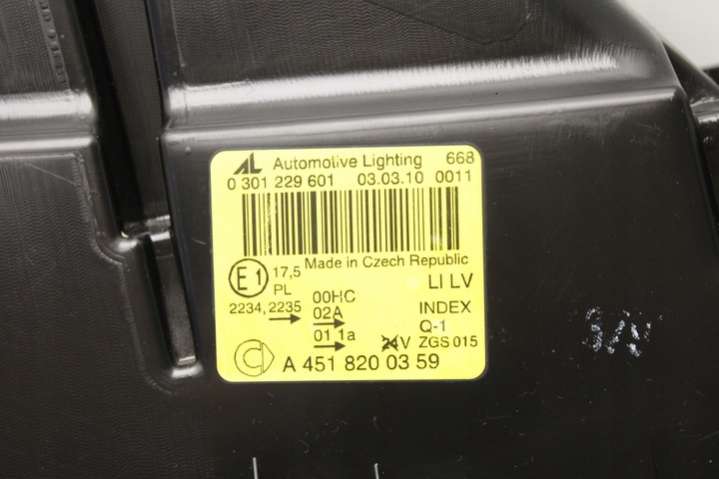 AL Automotive Lighting 668
0 301 229 601 03.03.10 0011
Made in Czech Republic
E1 17,5 LI LV
PL
2234, 2235 00HC INDEX
02A Q-1
01 1a 24V ZGS 015
A 451 820 03 59